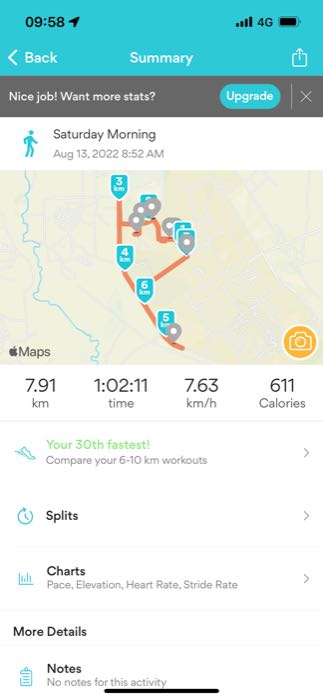 09:58
4G
Back
Summary
Nice job! Want more stats?
Upgrade
Saturday Morning
Aug 13, 2022 8:52 AM
3
km
4
km
6
km
5
Maps
7.91
1:02:11
7.63
611
km
time
km/h
Calories
Your 30th fastest!
Compare your 6-10 km workouts
Splits
Charts
Pace, Elevation, Heart Rate, Stride Rate
More Details
Notes
No notes for this activity